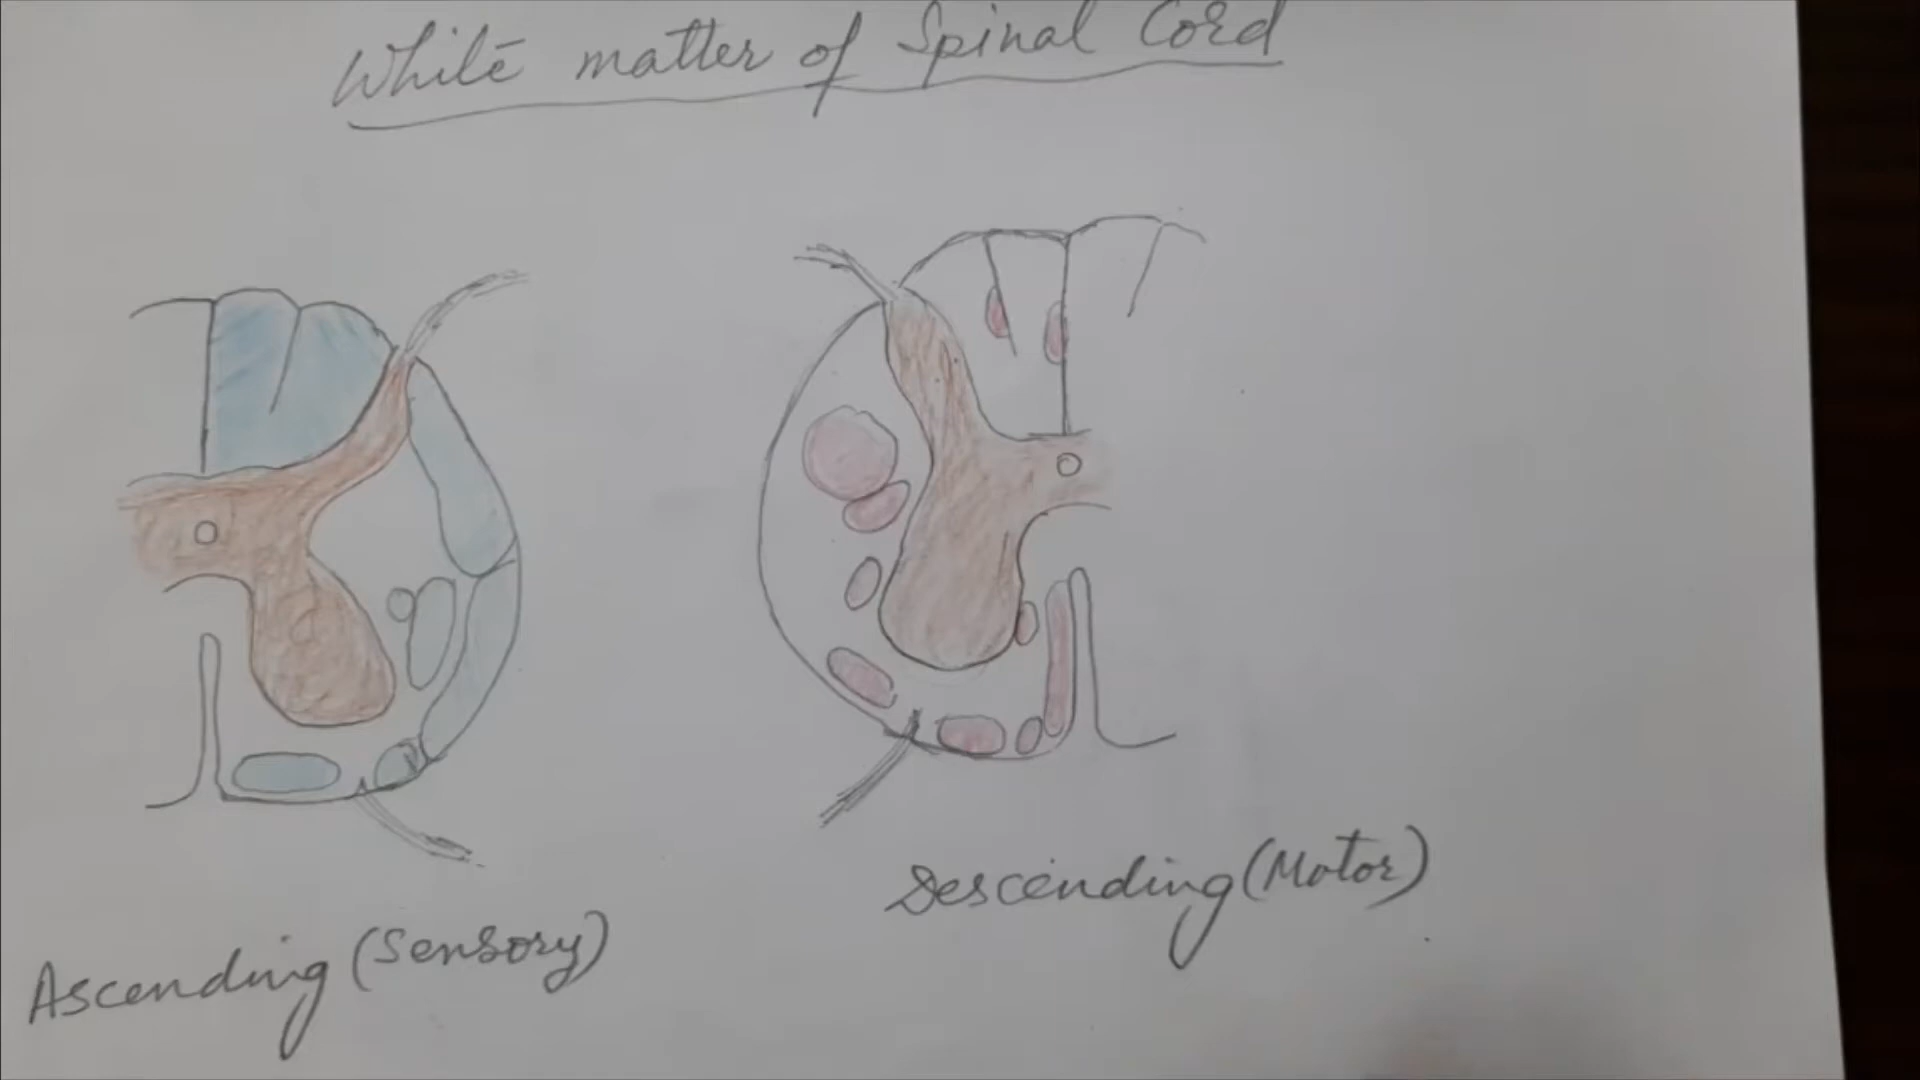 White matter of Spinal Cord
Ascending (Sensory)
Descending (Motor)